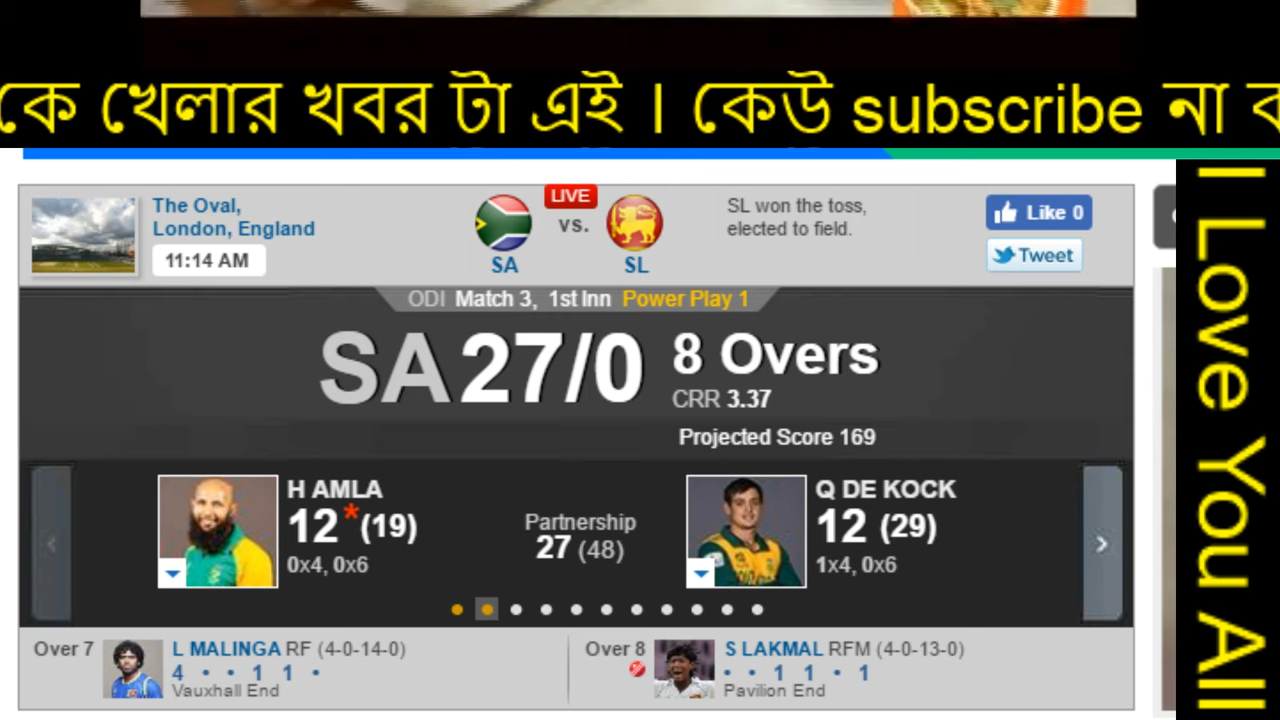 কে খেলার খবর টা এই । কেউ subscribe না ক
The Oval,
London, England
11:14 AM
LIVE
vs.
SA
SL
SL won the toss,
elected to field.
Like 0
Tweet
ODI Match 3, 1st Inn Power Play 1
SA 27/0
8 Overs
CRR 3.37
Projected Score 169
H AMLA
12*(19)
0x4, 0x6
Partnership
27 (48)
Q DE KOCK
12 (29)
1x4, 0x6
Over 7
L MALINGA RF (4-0-14-0)
4 • • 1 1 •
Vauxhall End
Over 8
S LAKMAL RFM (4-0-13-0)
• • 1 1 • 1
Pavilion End
I Love You All